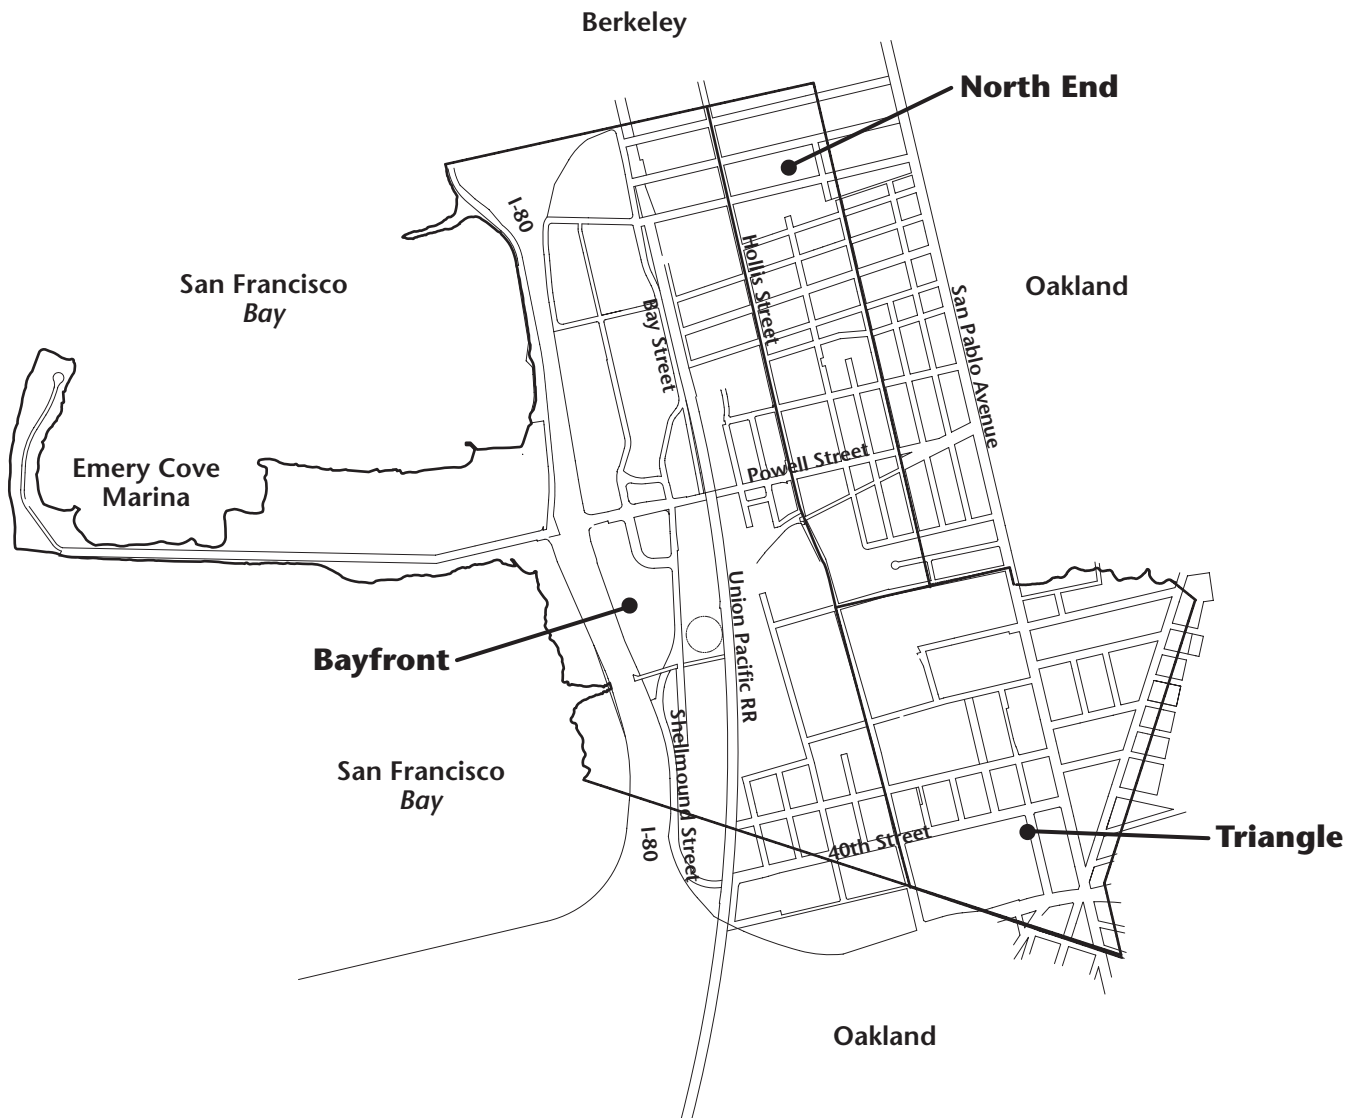 Berkeley
North End
I-80
Hollis Street
San Francisco
Bay
Oakland
Bay Street
San Pablo Avenue
Emery Cove
Marina
Powell Street
Union Pacific RR
Bayfront
Shellmound Street
San Francisco
Bay
I-80
40th Street
Triangle
Oakland